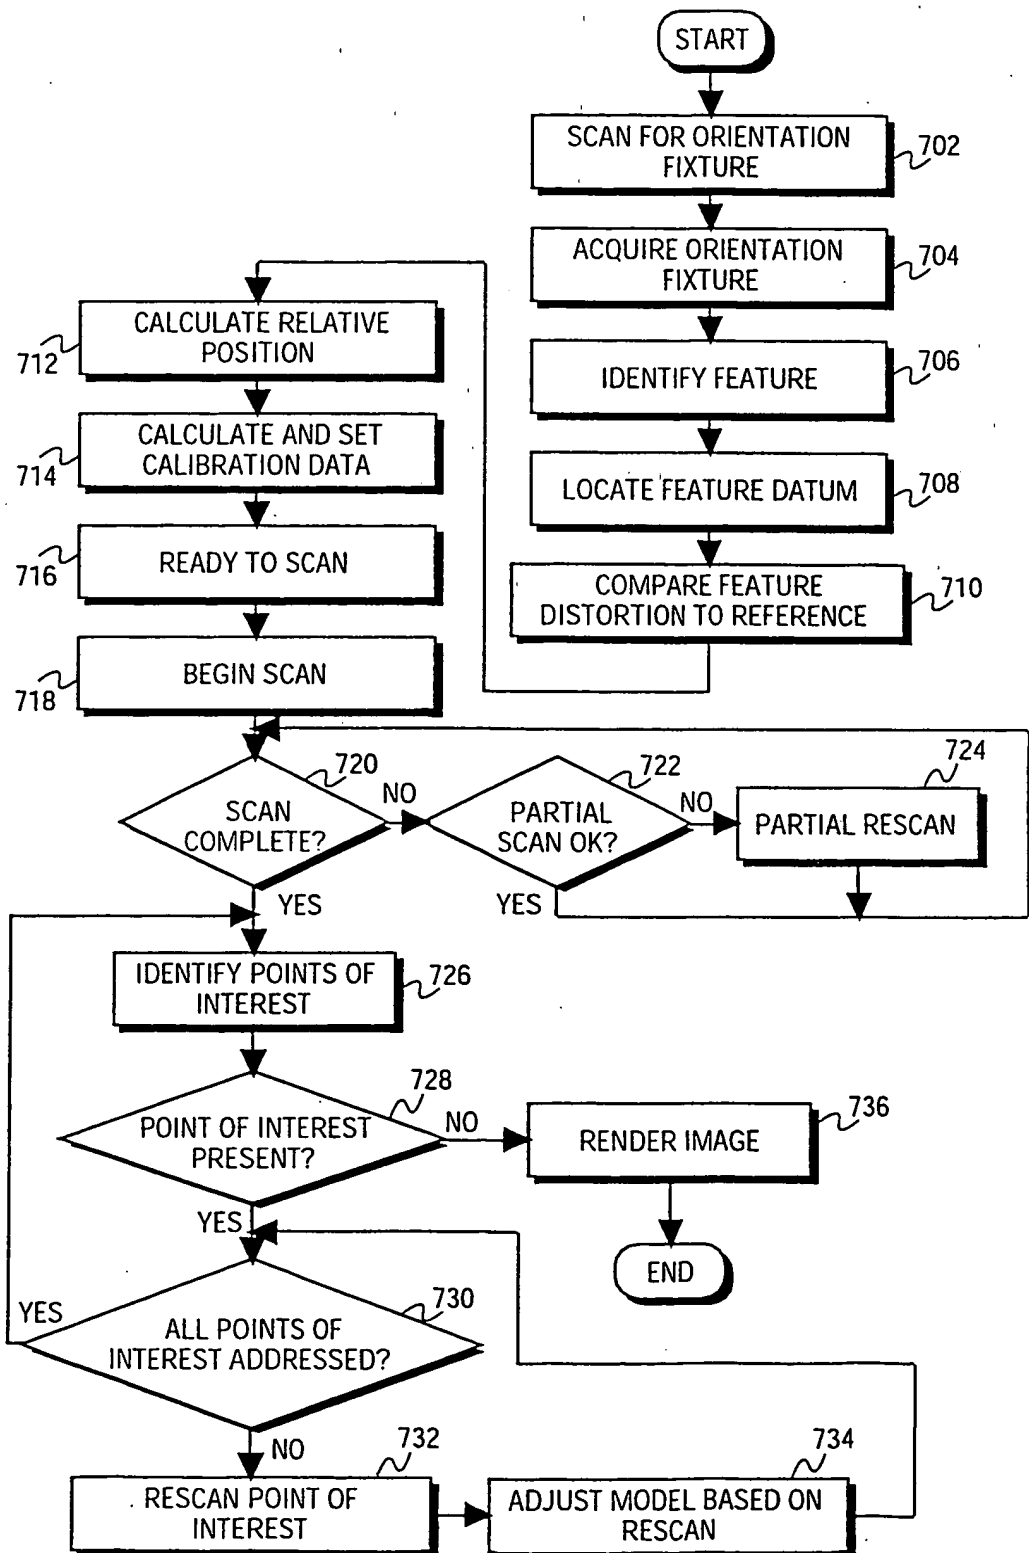 START
SCAN FOR ORIENTATION
FIXTURE
702
ACQUIRE ORIENTATION
FIXTURE
704
IDENTIFY FEATURE
706
LOCATE FEATURE DATUM
708
COMPARE FEATURE
DISTORTION TO REFERENCE
710
CALCULATE RELATIVE
POSITION
712
CALCULATE AND SET
CALIBRATION DATA
714
READY TO SCAN
716
BEGIN SCAN
718
SCAN
COMPLETE?
720
NO
YES
PARTIAL
SCAN OK?
722
NO
YES
PARTIAL RESCAN
724
IDENTIFY POINTS OF
INTEREST
726
POINT OF INTEREST
PRESENT?
728
NO
YES
RENDER IMAGE
736
END
ALL POINTS OF
INTEREST ADDRESSED?
730
YES
NO
RESCAN POINT OF
INTEREST
732
ADJUST MODEL BASED ON
RESCAN
734